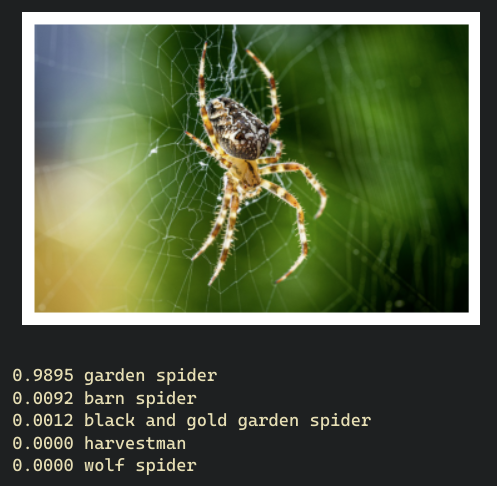 0.9895 garden spider
0.0092 barn spider
0.0012 black and gold garden spider
0.0000 harvestman
0.0000 wolf spider